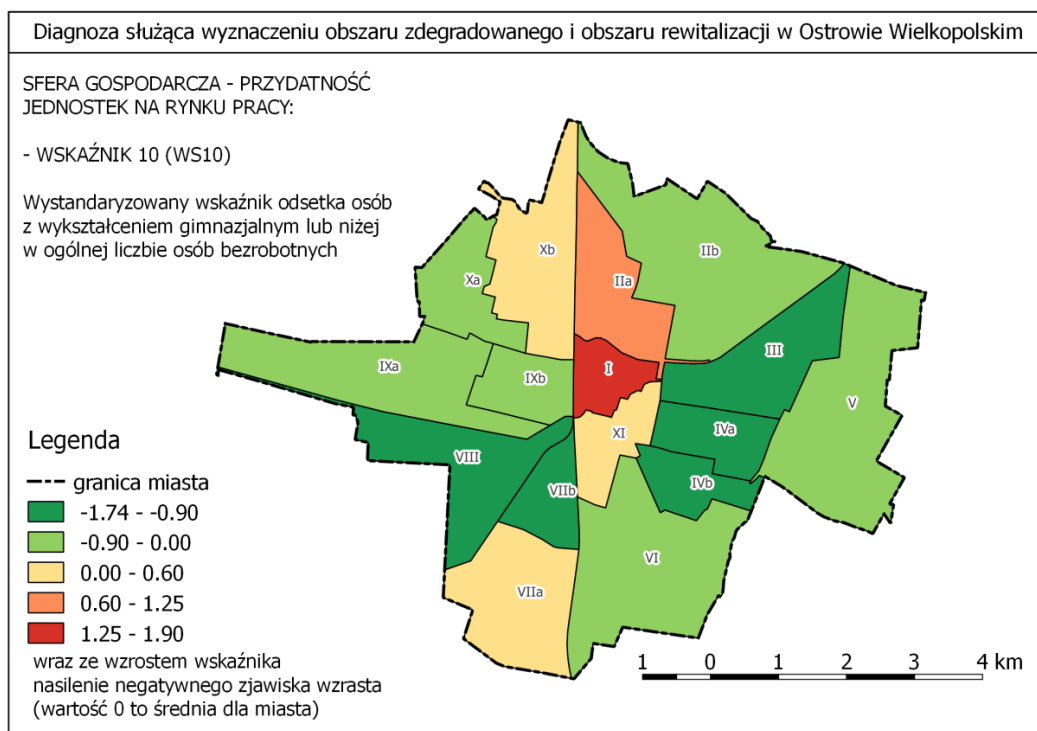 Diagnoza służąca wyznaczeniu obszaru zdegradowanego i obszaru rewitalizacji w Ostrowie Wielkopolskim
SFERA GOSPODARCZA - PRZYDATNOŚĆ
JEDNOSTEK NA RYNKU PRACY:
- WSKAŹNIK 10 (WS10)
Wystandaryzowany wskaźnik odsetka osób
z wykształceniem gimnazjalnym lub niżej
w ogólnej liczbie osób bezrobotnych
Xb
IIb
Xa
IIa
III
IXa
IXb
I
V
XI
IVa
VIII
VIIb
IVb
VI
VIIa
Legenda
granica miasta
-1.74 - -0.90
-0.90 - 0.00
0.00 - 0.60
0.60 - 1.25
1.25 - 1.90
wraz ze wzrostem wskaźnika
nasilenie negatywnego zjawiska wzrasta
(wartość 0 to średnia dla miasta)
1 0 1 2 3 4 km